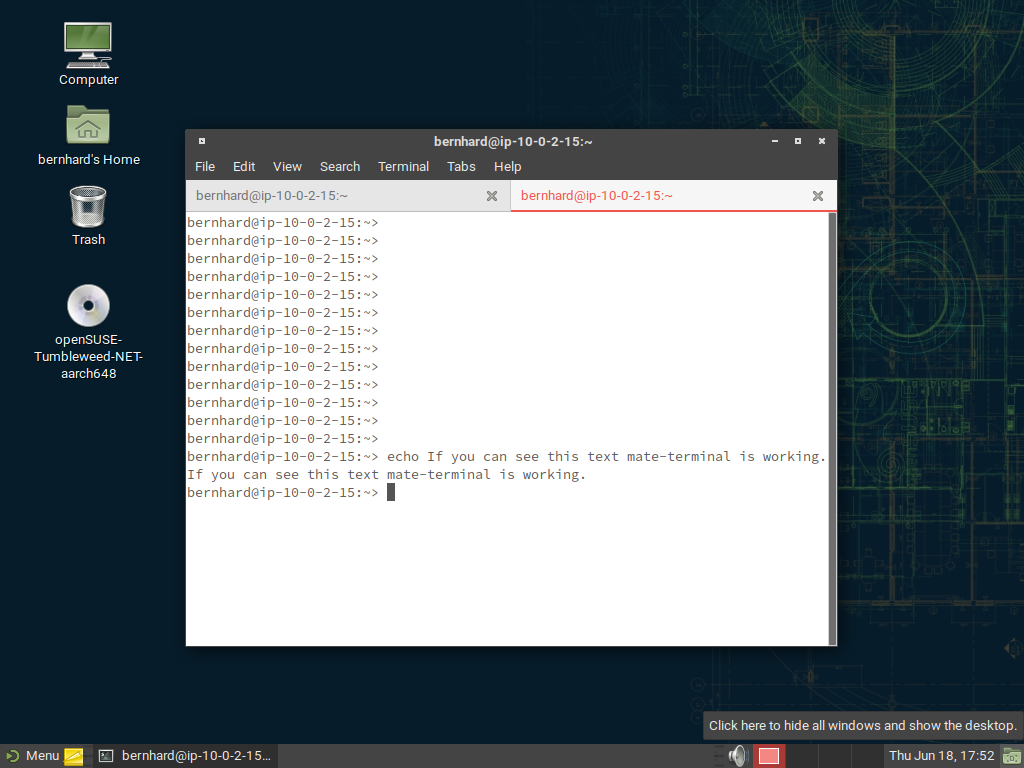 Computer
bernhard's Home
Trash
openSUSE-
Tumbleweed-NET-
aarch648
bernhard@ip-10-0-2-15:~
File Edit View Search Terminal Tabs Help
bernhard@ip-10-0-2-15:~ bernhard@ip-10-0-2-15:~
bernhard@ip-10-0-2-15:~>
bernhard@ip-10-0-2-15:~>
bernhard@ip-10-0-2-15:~>
bernhard@ip-10-0-2-15:~>
bernhard@ip-10-0-2-15:~>
bernhard@ip-10-0-2-15:~>
bernhard@ip-10-0-2-15:~>
bernhard@ip-10-0-2-15:~>
bernhard@ip-10-0-2-15:~>
bernhard@ip-10-0-2-15:~>
bernhard@ip-10-0-2-15:~>
bernhard@ip-10-0-2-15:~>
bernhard@ip-10-0-2-15:~>
bernhard@ip-10-0-2-15:~> echo If you can see this text mate-terminal is working.
If you can see this text mate-terminal is working.
bernhard@ip-10-0-2-15:~>
Click here to hide all windows and show the desktop.
Menu bernhard@ip-10-0-2-15... Thu Jun 18, 17:52